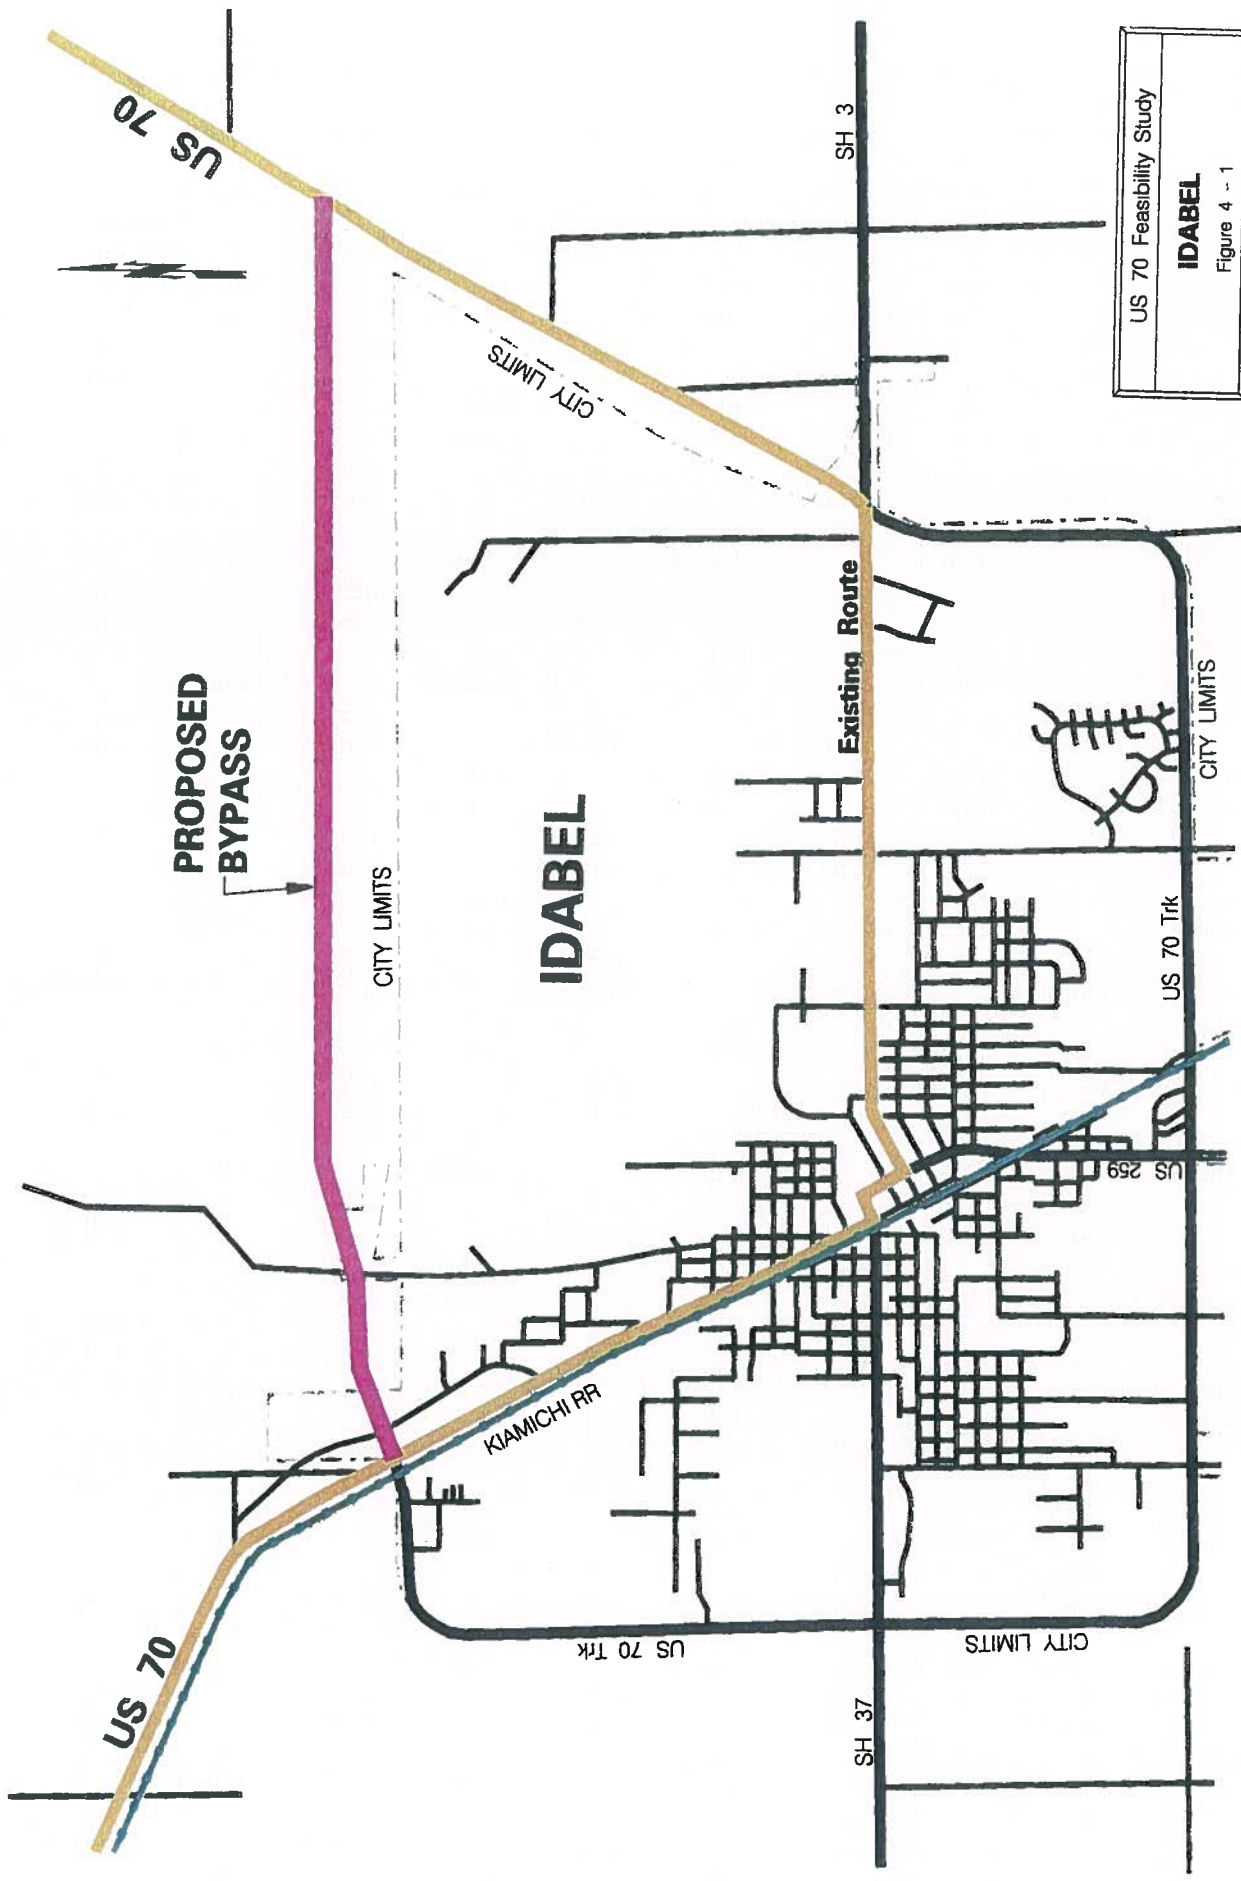 US 70
US 70
PROPOSED
BYPASS
CITY LIMITS
CITY LIMITS
IDABEL
SH 3
Existing Route
KIAMICHI RR
US 70 Trk
CITY LIMITS
SH 37
US 259
US 70 Trk
CITY LIMITS
US 70 Feasibility Study
IDABEL
Figure 4 - 1